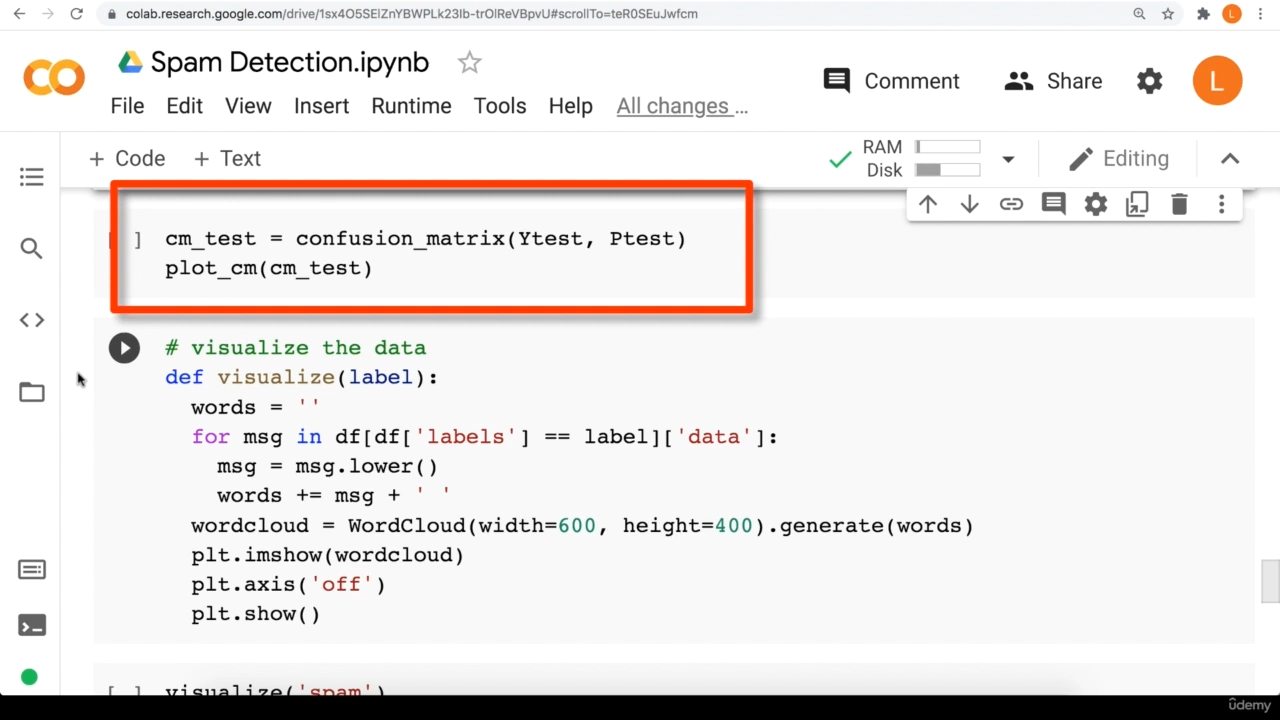 colab.research.google.com/drive/1sx4O5SElZnYBWPLk23Ib-trOlReVBpvU#scrollTo=teR0SEuJwfcm
L
Spam Detection.ipynb
Comment
Share
L
File Edit View Insert Runtime Tools Help All changes …
+ Code + Text
RAM
Disk
Editing
[ ] cm_test = confusion_matrix(Ytest, Ptest)
plot_cm(cm_test)
# visualize the data
def visualize(label):
words = ''
for msg in df[df['labels'] == label]['data']:
msg = msg.lower()
words += msg + ' '
wordcloud = WordCloud(width=600, height=400).generate(words)
plt.imshow(wordcloud)
plt.axis('off')
plt.show()
[ ] visualize('spam')
udemy